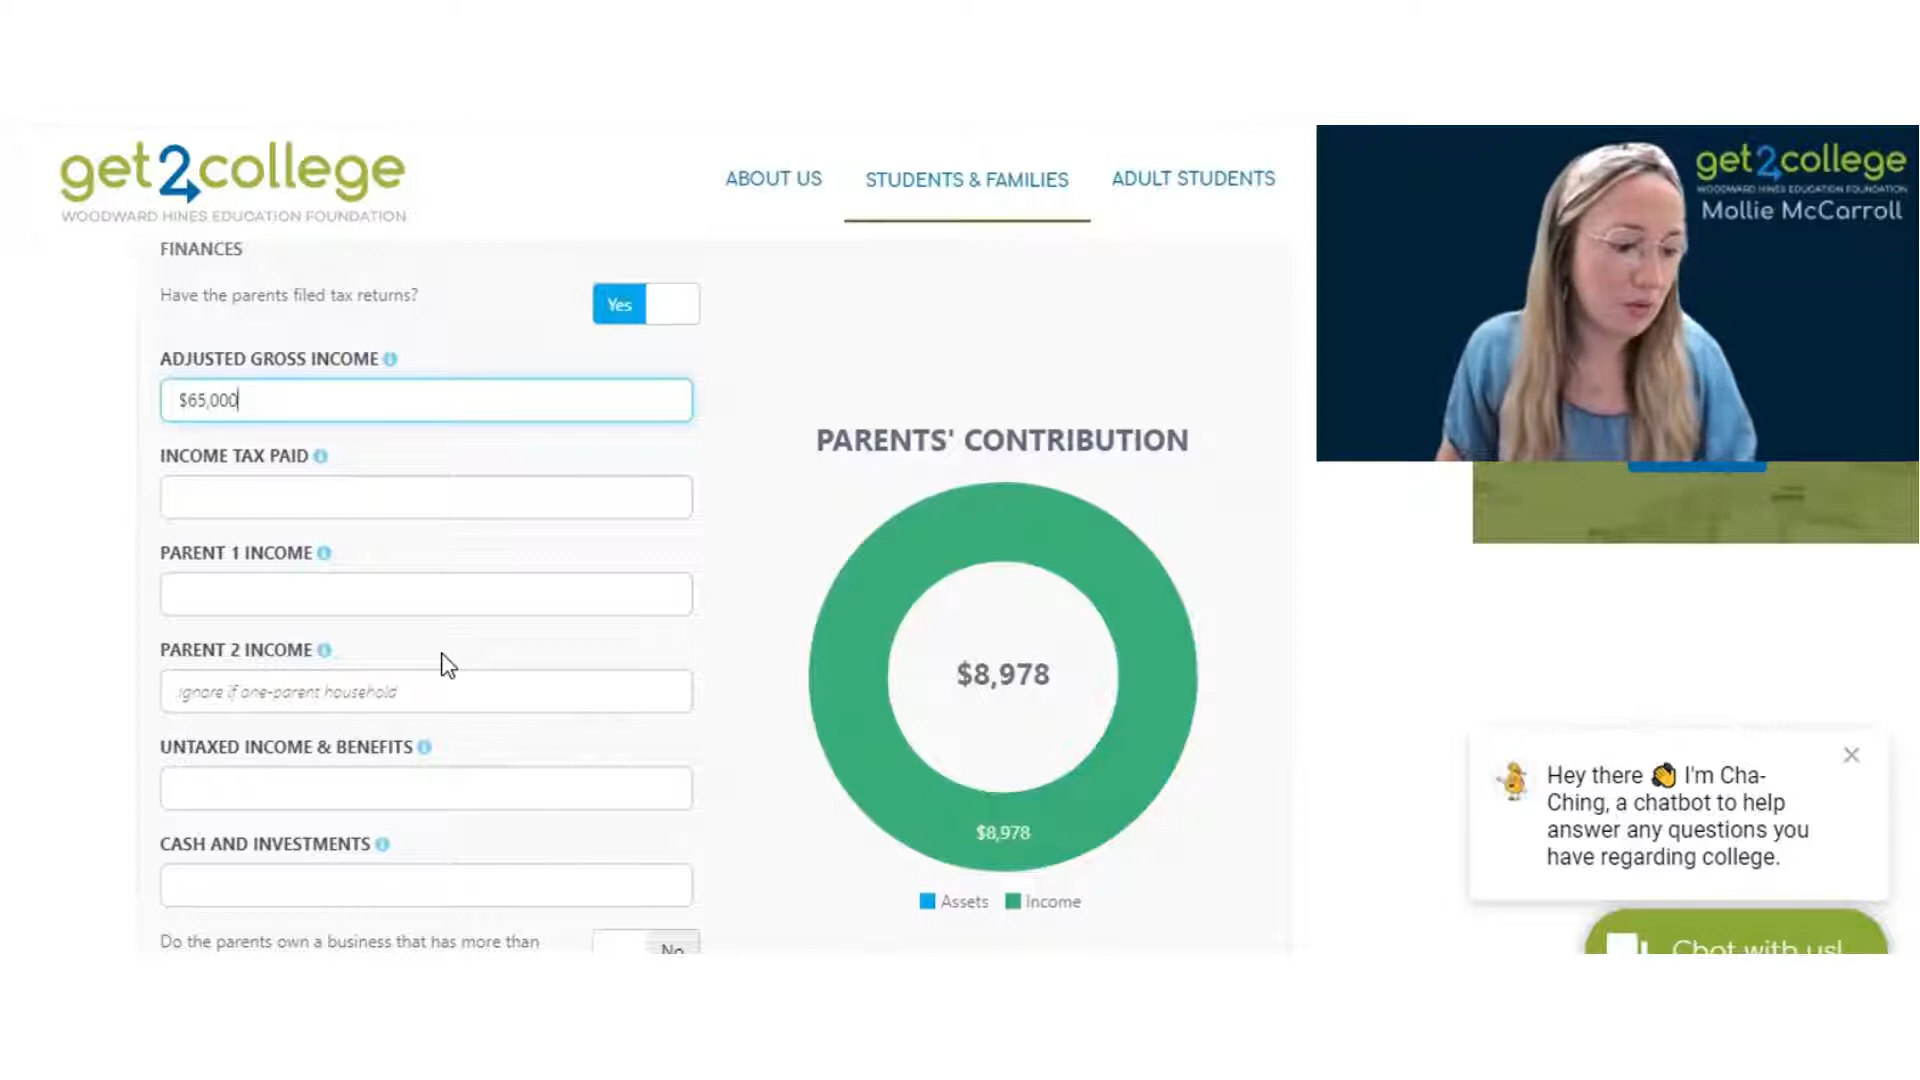 get2college
WOODWARD HINES EDUCATION FOUNDATION
ABOUT US
STUDENTS & FAMILIES
ADULT STUDENTS
get2college
WOODWARD HINES EDUCATION FOUNDATION
Mollie McCarroll
FINANCES
Have the parents filed tax returns?
Yes
ADJUSTED GROSS INCOME
$65,000
INCOME TAX PAID
PARENT 1 INCOME
PARENT 2 INCOME
ignore if one-parent household
UNTAXED INCOME & BENEFITS
CASH AND INVESTMENTS
Do the parents own a business that has more than
No
PARENTS' CONTRIBUTION
$8,978
$8,978
Assets
Income
Hey there 👋 I'm Cha-
Ching, a chatbot to help
answer any questions you
have regarding college.
Chat with us!